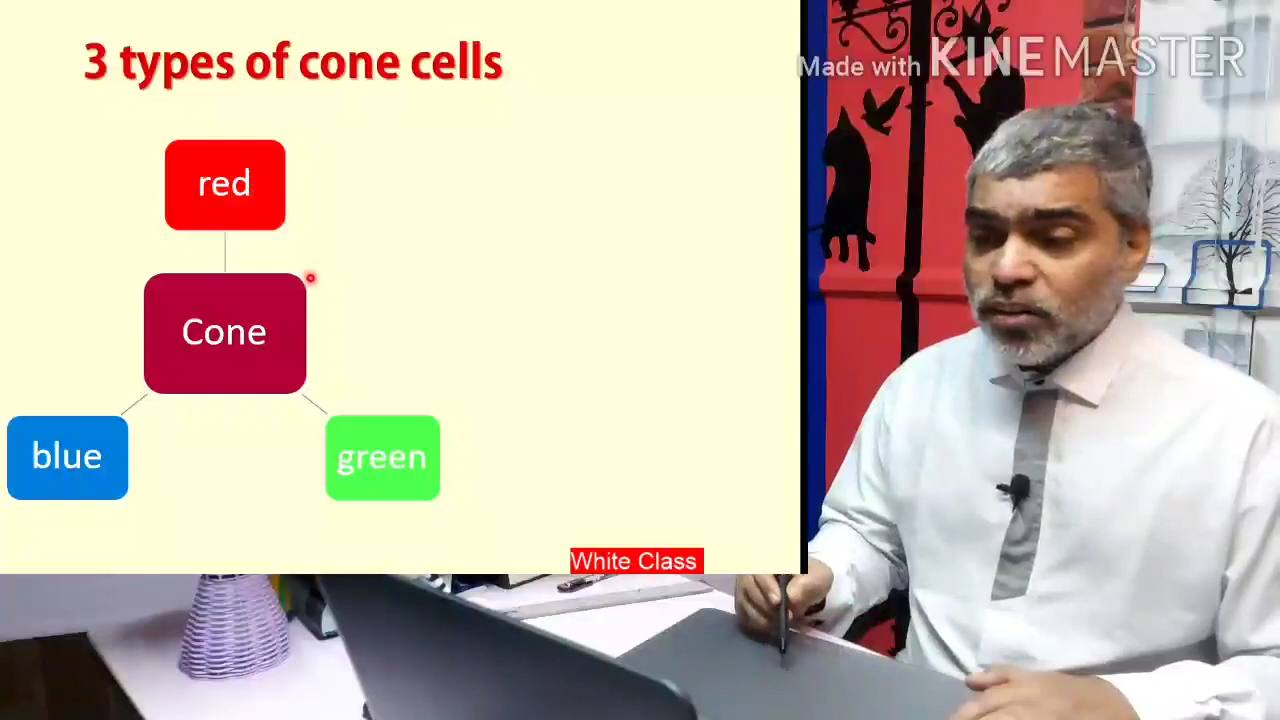 3 types of cone cells
Made with KINEMASTER
red
Cone
blue
green
White Class